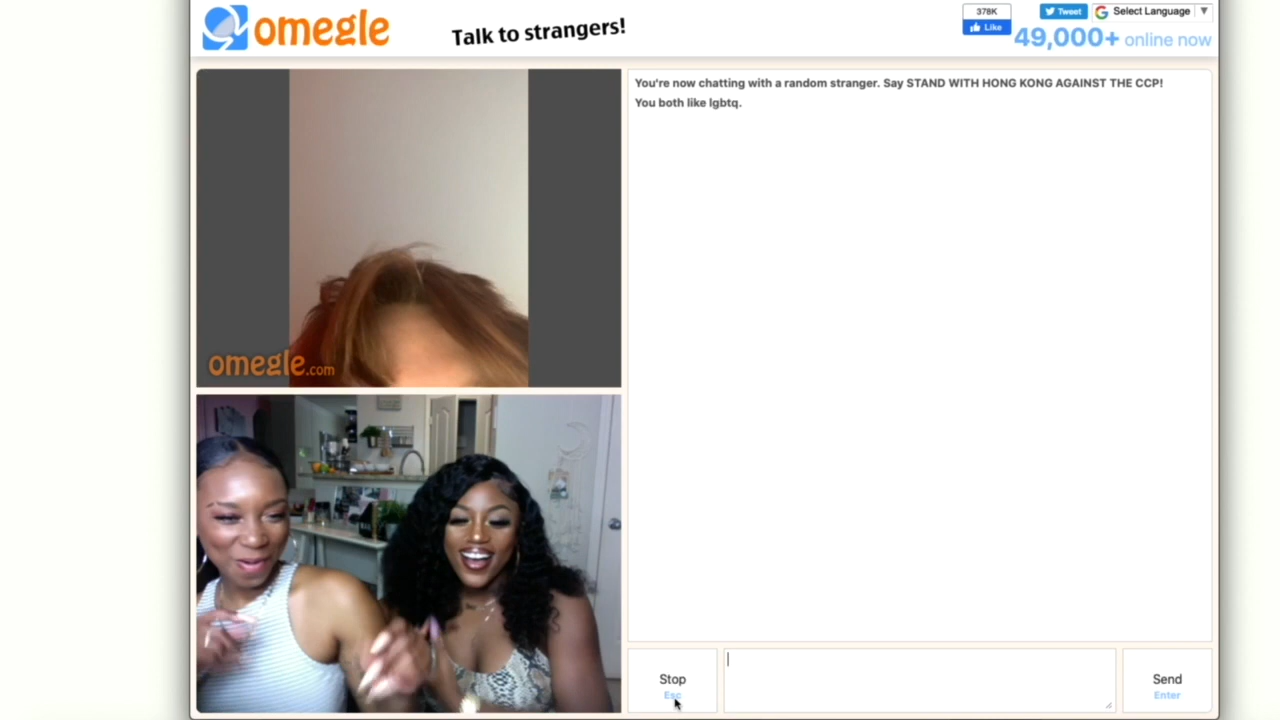 omegle
Talk to strangers!
378K
Like
Tweet
Select Language
49,000+ online now
You're now chatting with a random stranger. Say STAND WITH HONG KONG AGAINST THE CCP!
You both like lgbtq.
omegle.com
Stop
Esc
Send
Enter